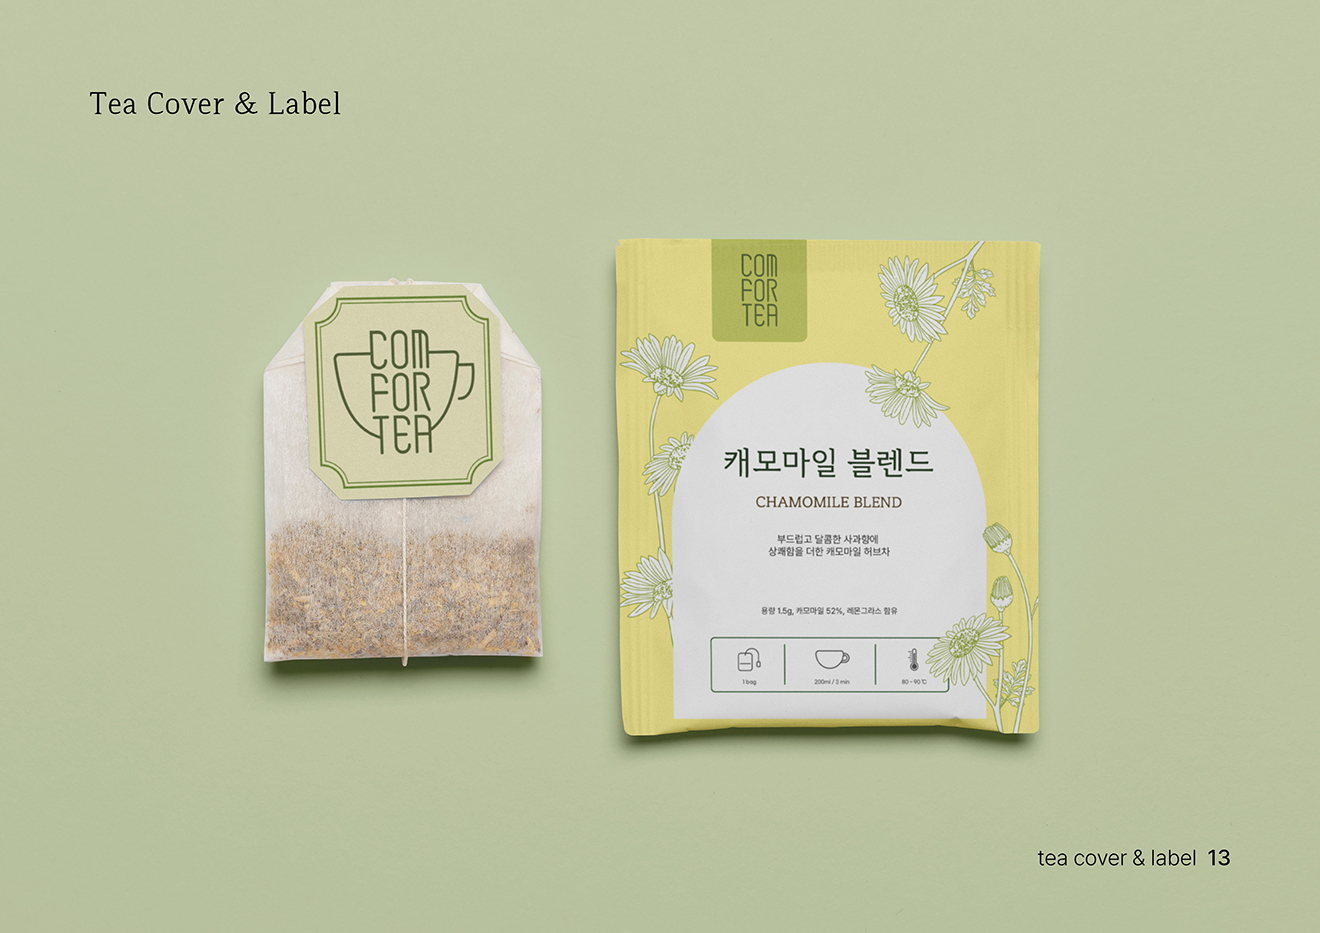 Tea Cover & Label
COM
FOR
TEA
COM
FOR
TEA
캐모마일 블렌드
CHAMOMILE BLEND
부드럽고 달콤한 사과향에
상쾌함을 더한 캐모마일 허브차
용량 1.5g, 캐모마일 52%, 레몬그라스 함유
1 bag
200ml / 3 min
80 - 90 ℃
tea cover & label 13